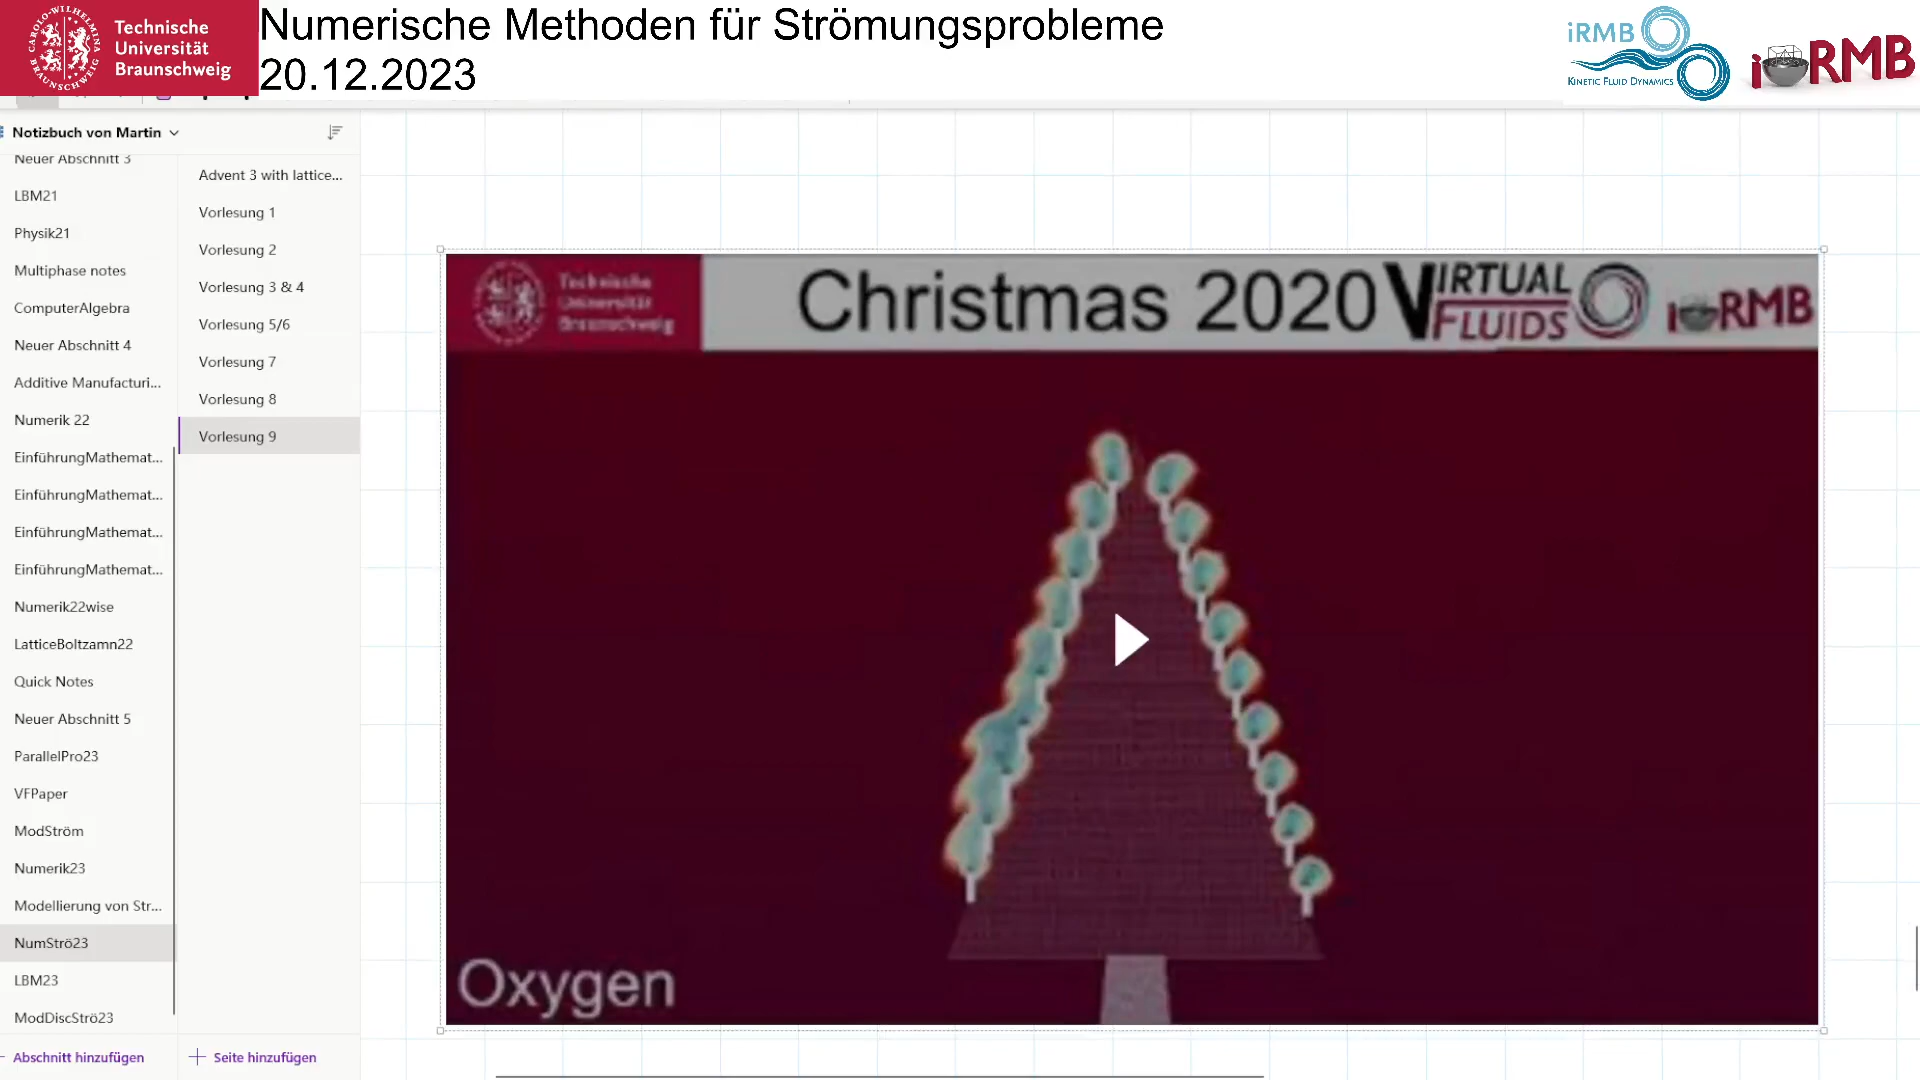 Technische
Universität
Braunschweig
Numerische Methoden für Strömungsprobleme
20.12.2023
iRMB
KINETIC FLUID DYNAMICS
iRMB
Notizbuch von Martin
Neuer Abschnitt 3
LBM21
Physik21
Multiphase notes
ComputerAlgebra
Neuer Abschnitt 4
Additive Manufacturi...
Numerik 22
EinführungMathemat...
EinführungMathemat...
EinführungMathemat...
EinführungMathemat...
Numerik22wise
LatticeBoltzamn22
Quick Notes
Neuer Abschnitt 5
ParallelPro23
VFPaper
ModStröm
Numerik23
Modellierung von Str...
NumStrö23
LBM23
ModDiscStrö23
Abschnitt hinzufügen
Advent 3 with lattice...
Vorlesung 1
Vorlesung 2
Vorlesung 3 & 4
Vorlesung 5/6
Vorlesung 7
Vorlesung 8
Vorlesung 9
Seite hinzufügen
Technische
Universität
Braunschweig
Christmas 2020
VIRTUAL
FLUIDS
iRMB
Oxygen